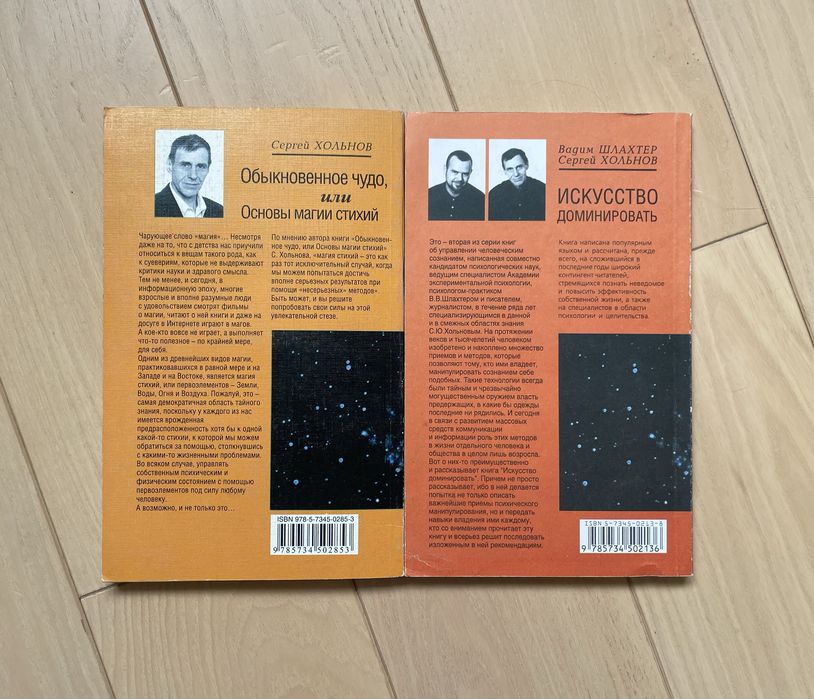 Сергей ХОЛЬНОВ
Обыкновенное чудо,
или
Основы магии стихий
Чарующее слово «магия»... Несмотря
даже на то, что с детства нас приучили
относиться к вещам такого рода, как
к суевериям, которые не выдерживают
критики науки и здравого смысла.
Тем не менее, и сегодня, в
информационную эпоху, многие
взрослые и вполне разумные люди
с удовольствием смотрят фильмы
о магии, читают о ней книги и даже на
досуге в Интернете играют в магов.
А кое-кто вовсе не играет, а выполняет
что-то полезное – по крайней мере,
для себя.
Одним из древнейших видов магии,
практиковавшихся в равной мере и на
Западе и на Востоке, является магия
стихий, или первоэлементов – Земли,
Воды, Огня и Воздуха. Пожалуй, это –
самая демократичная область тайного
знания, поскольку у каждого из нас
имеется врожденная
предрасположенность хотя бы к одной
какой-то стихии, к которой мы можем
обратиться за помощью, столкнувшись
с какими-то жизненными проблемами.
Во всяком случае, управлять
собственным психическим и
физическим состоянием с помощью
первоэлементов под силу любому
человеку.
А возможно, и не только это...
По мнению автора книги «Обыкновен-
ное чудо, или Основы магии стихий»
С. Хольнова, «магия стихий – это как
раз тот исключительный случай, когда
мы можем попытаться достичь
вполне серьезных результатов при
помощи «несерьезных» методов».
Быть может, и вы решите
попробовать свои силы на этой
увлекательной стезе.
ISBN 978-5-7345-0285-3
9 785734 502853
Вадим ШЛАХТЕР
Сергей ХОЛЬНОВ
ИСКУССТВО
ДОМИНИРОВАТЬ
Это – вторая из серии книг
об управлении человеческим
сознанием, написанная совместно
кандидатом психологических наук,
ведущим специалистом Академии
экспериментальной психологии,
психологом-практиком
В.В.Шлахтером и писателем,
журналистом, в течение ряда лет
специализирующимся в данной
и в смежных областях знания
С.Ю.Хольновым. На протяжении
веков и тысячелетий человеком
изобретено и накоплено множество
приемов и методов, которые
позволяют тому, кто ими владеет,
манипулировать сознанием себе
подобных. Такие технологии всегда
были тайным и чрезвычайно
могущественным оружием власть
предержащих, в какие бы одежды
последние ни рядились. И сегодня
в связи с развитием массовых
средств коммуникации
и информации роль этих методов
в жизни отдельного человека и
общества в целом лишь возросла.
Вот о них-то преимущественно
и рассказывает книга "Искусство
доминировать". Причем не просто
рассказывает, ибо в ней делается
попытка не только описать
важнейшие приемы психического
манипулирования, но и передать
навыки владения ими каждому,
кто со вниманием прочитает эту
книгу и всерьез решит последовать
изложенным в ней рекомендациям.
Книга написана популярным
языком и рассчитана, прежде
всего, на сложившийся в
последние годы широкий
контингент читателей,
стремящихся познать неведомое
и повысить эффективность
собственной жизни, а также
на специалистов в области
психологии и целительства.
ISBN 5-7345-0213-8
9 785734 502136